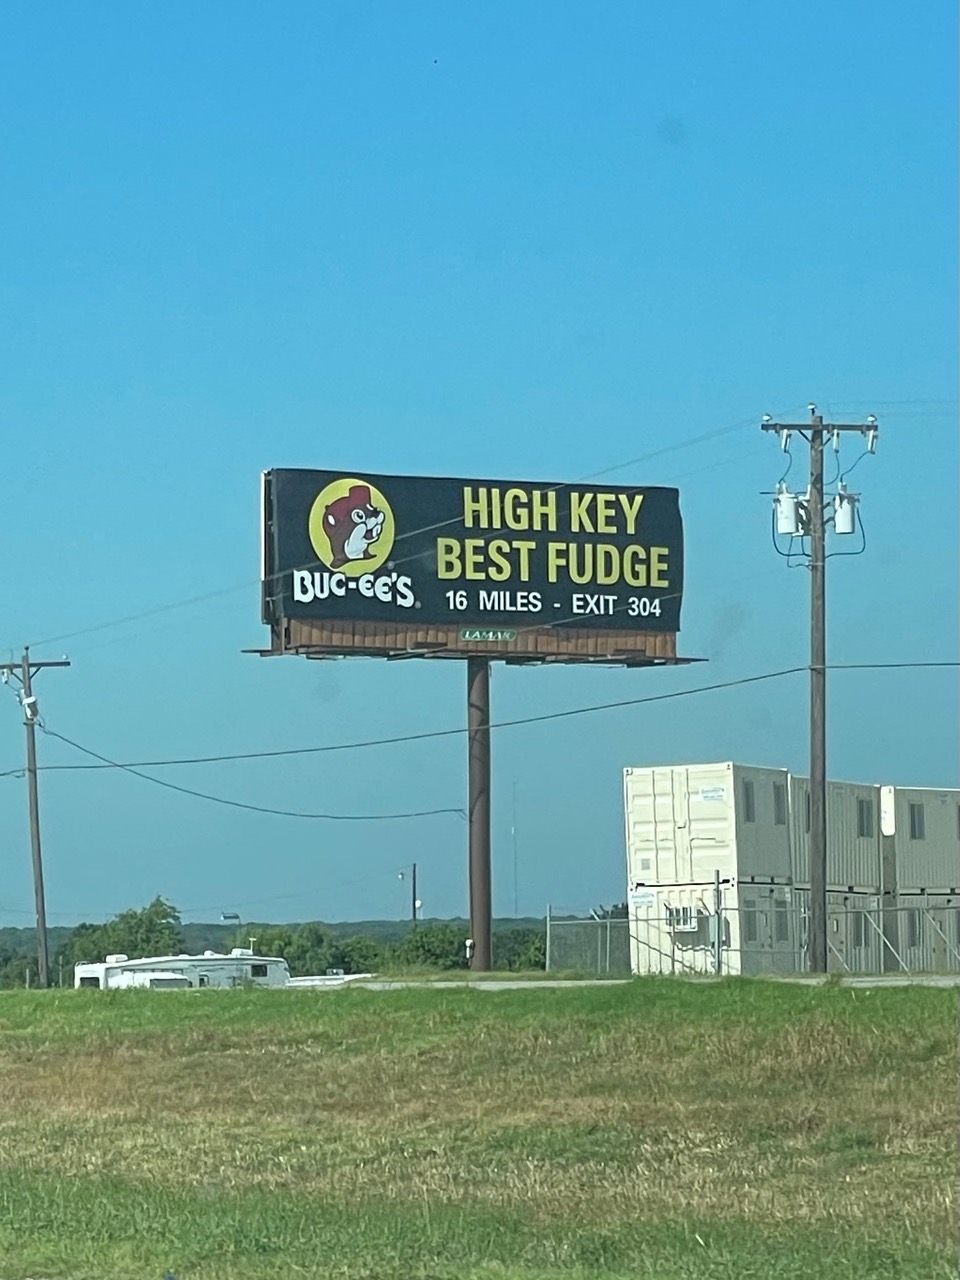 BUC-EE'S
HIGH KEY
BEST FUDGE
16 MILES - EXIT 304
LAMAR